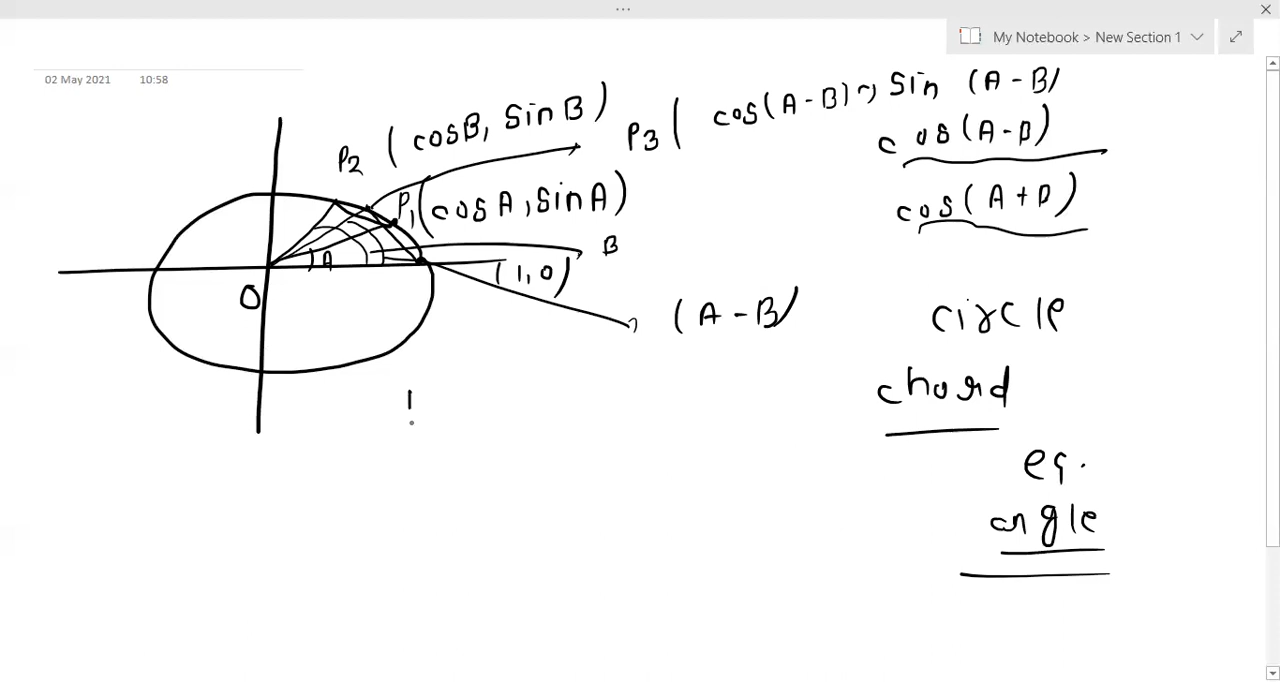 My Notebook > New Section 1
02 May 2021 10:58
P2 (cosB, sinB)
P3 ( cos(A-B), sin (A-B)
cos(A-B)
P1 (cosA, sinA)
cos(A+B)
B
A
(1,0)
O
(A-B)
circle
chord
eq.
angle